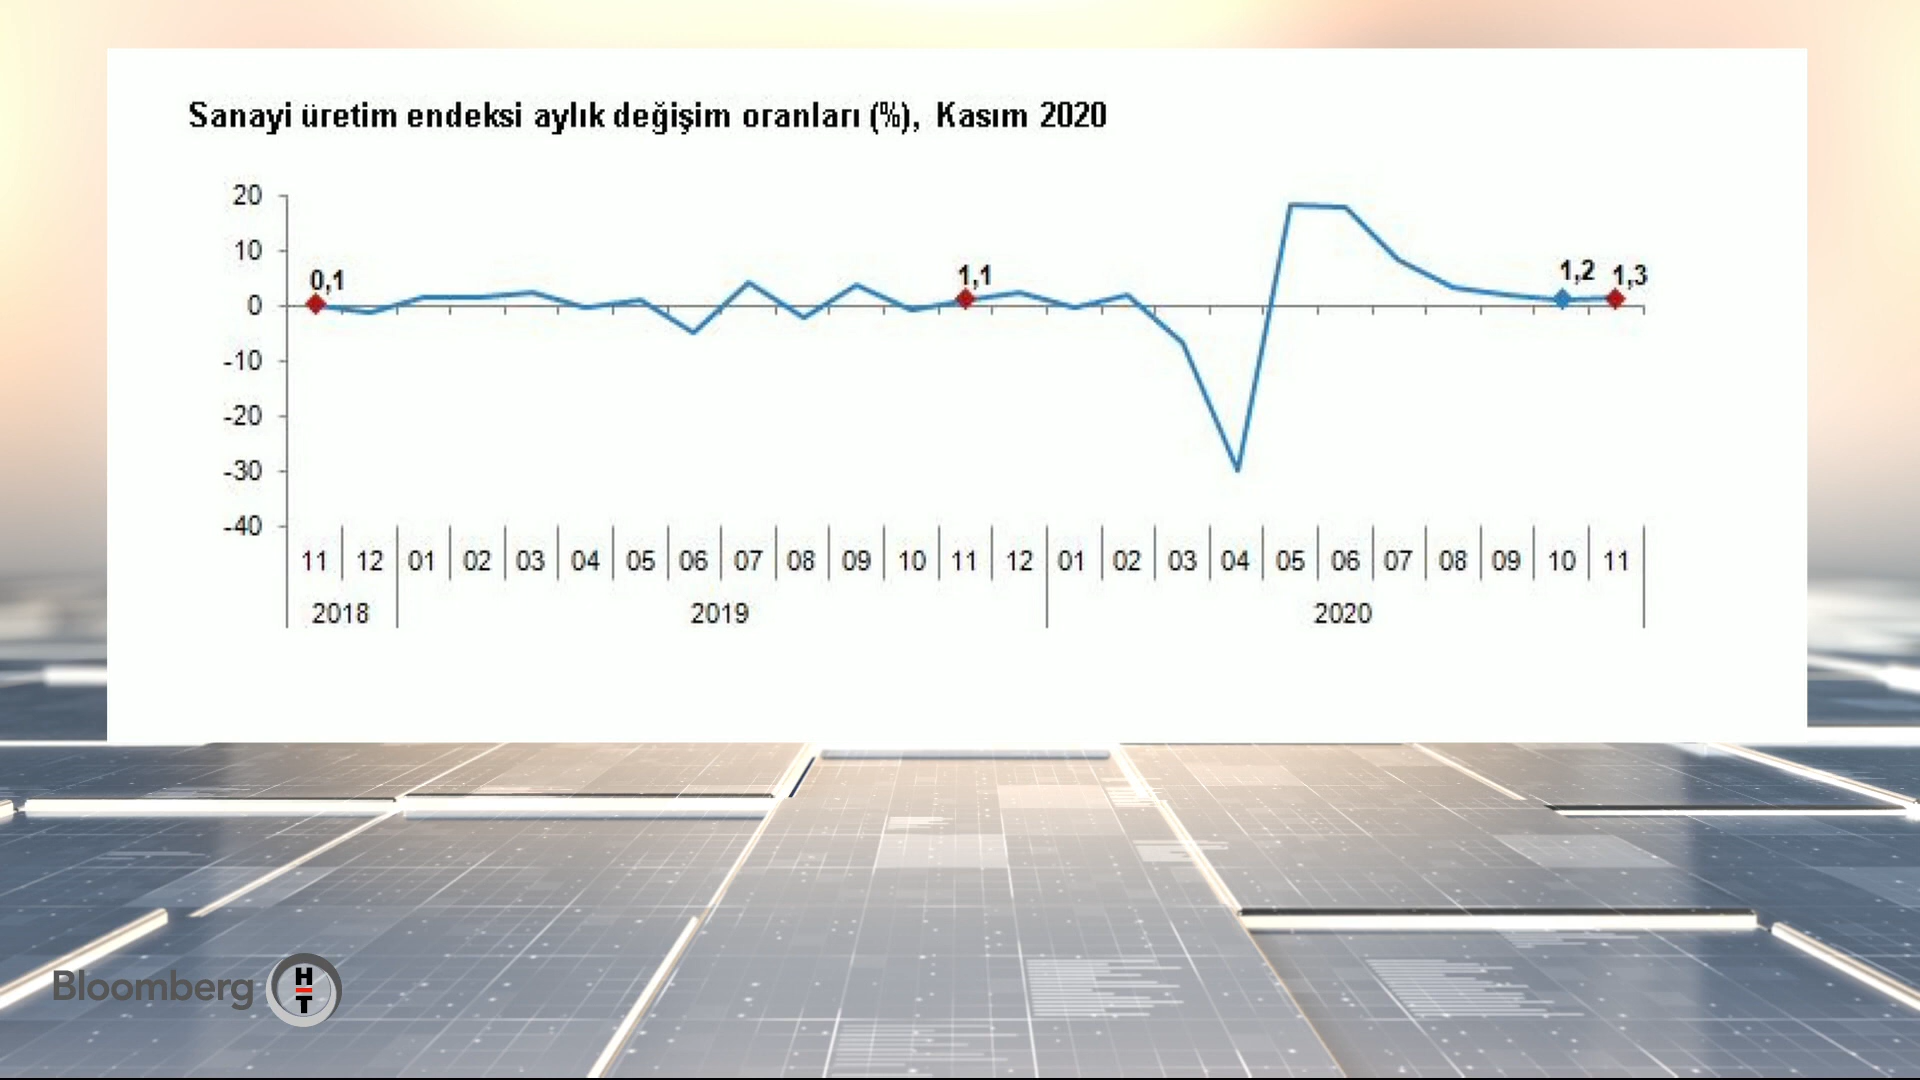 Sanayi üretim endeksi aylık değişim oranları (%), Kasım 2020
20
10
0
-10
-20
-30
-40
0,1
1,1
1,2
1,3
11 12 01 02 03 04 05 06 07 08 09 10 11 12 01 02 03 04 05 06 07 08 09 10 11
2018 2019 2020
Bloomberg HT